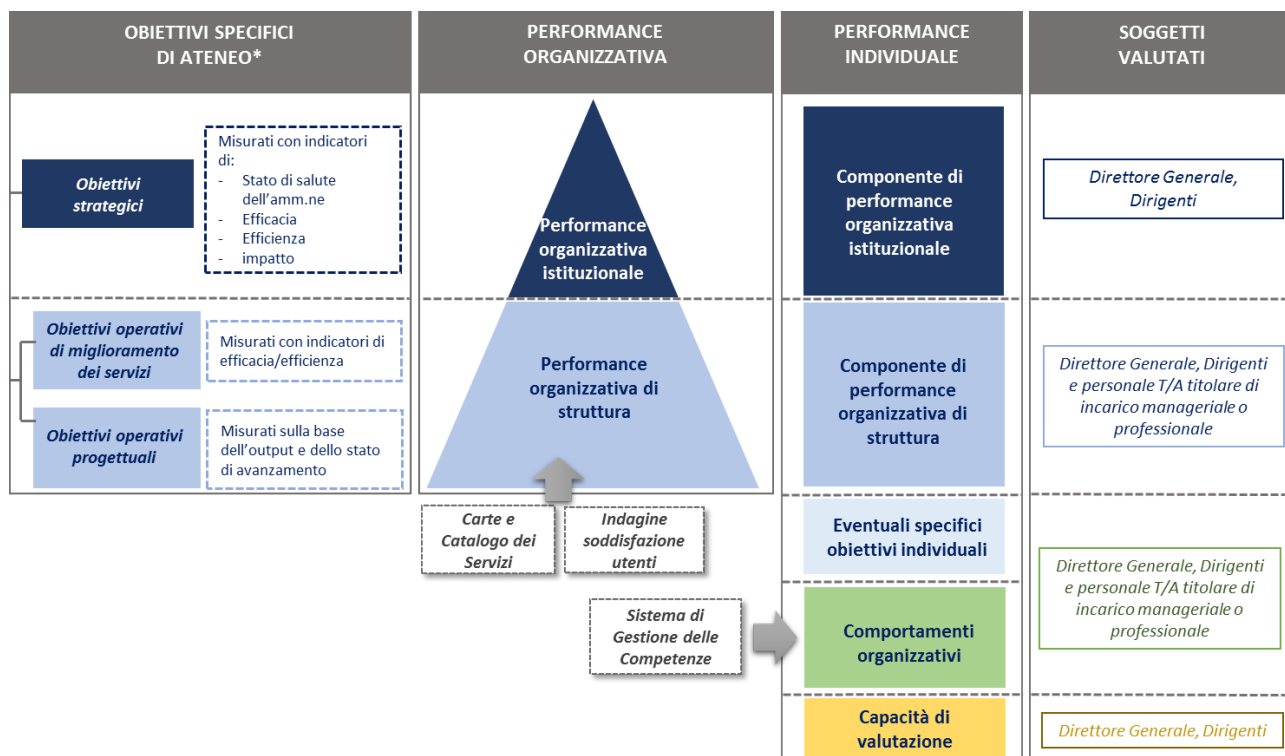 OBIETTIVI SPECIFICI
DI ATENEO*
PERFORMANCE
ORGANIZZATIVA
PERFORMANCE
INDIVIDUALE
SOGGETTI
VALUTATI
Obiettivi
strategici
Misurati con indicatori
di:
- Stato di salute
dell'amm.ne
- Efficacia
- Efficienza
- impatto
Performance
organizzativa
istituzionale
Componente di
performance
organizzativa
istituzionale
Direttore Generale,
Dirigenti
Obiettivi operativi
di miglioramento
dei servizi
Misurati con indicatori di
efficacia/efficienza
Obiettivi operativi
progettuali
Misurati sulla base
dell'output e dello stato
di avanzamento
Performance
organizzativa di
struttura
Componente di
performance
organizzativa di
struttura
Direttore Generale, Dirigenti
e personale T/A titolare di
incarico manageriale o
professionale
Carte e
Catalogo dei
Servizi
Indagine
soddisfazione
utenti
Eventuali specifici
obiettivi individuali
Sistema di
Gestione delle
Competenze
Comportamenti
organizzativi
Direttore Generale, Dirigenti
e personale T/A titolare di
incarico manageriale o
professionale
Capacità di
valutazione
Direttore Generale, Dirigenti